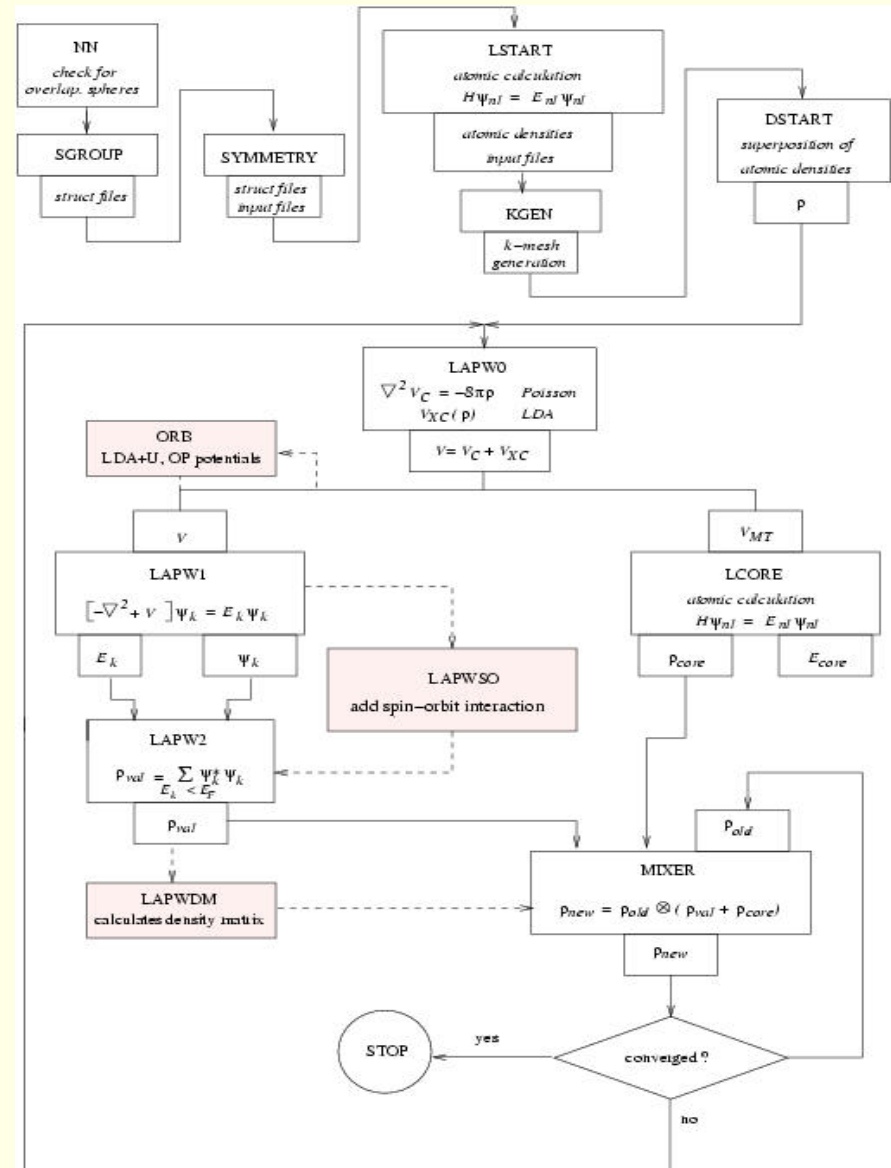 NN
check for
overlap. spheres
SGROUP
struct files
SYMMETRY
struct files
input files
LSTART
atomic calculation
Hψnl = Enl ψnl
atomic densities
input files
KGEN
k−mesh
generation
DSTART
superposition of
atomic densities
ρ
LAPW0
∇² VC = −8πρ Poisson
VXC(ρ) LDA
V = VC + VXC
ORB
LDA+U, OP potentials
V
LAPW1
[−∇² + V ]ψk = Ek ψk
Ek
ψk
LAPWSO
add spin−orbit interaction
LAPW2
ρval = Σ ψk* ψk
Ek < EF
ρval
LAPWDM
calculates density matrix
VMT
LCORE
atomic calculation
Hψnl = Enl ψnl
ρcore
Ecore
ρold
MIXER
ρnew = ρold ⊗ (ρval + ρcore)
ρnew
converged ?
yes
STOP
no